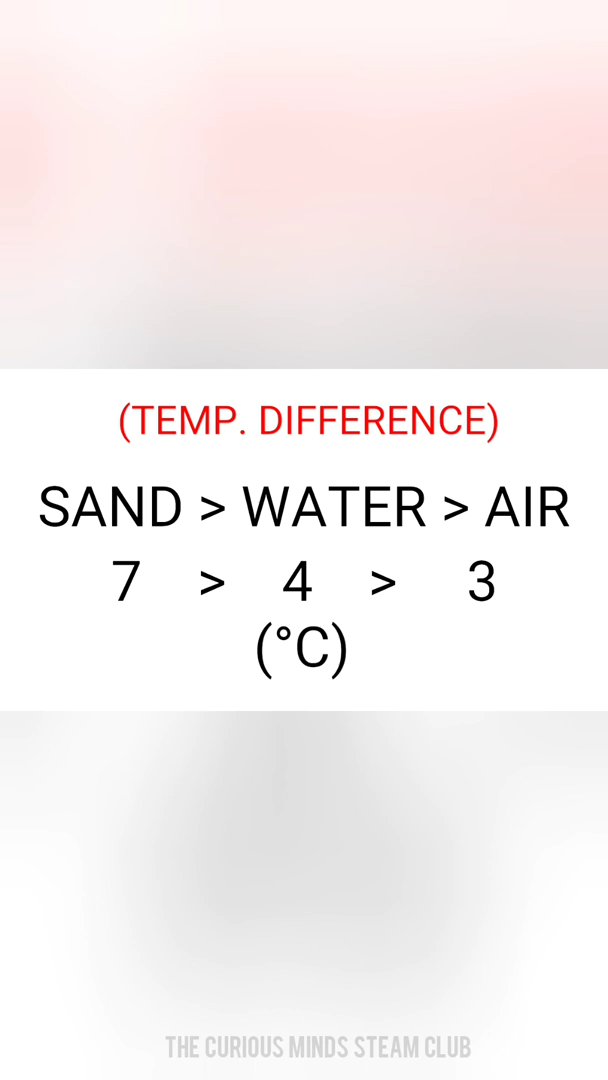 (TEMP. DIFFERENCE)
SAND > WATER > AIR
7 > 4 > 3
(°C)
THE CURIOUS MINDS STEAM CLUB